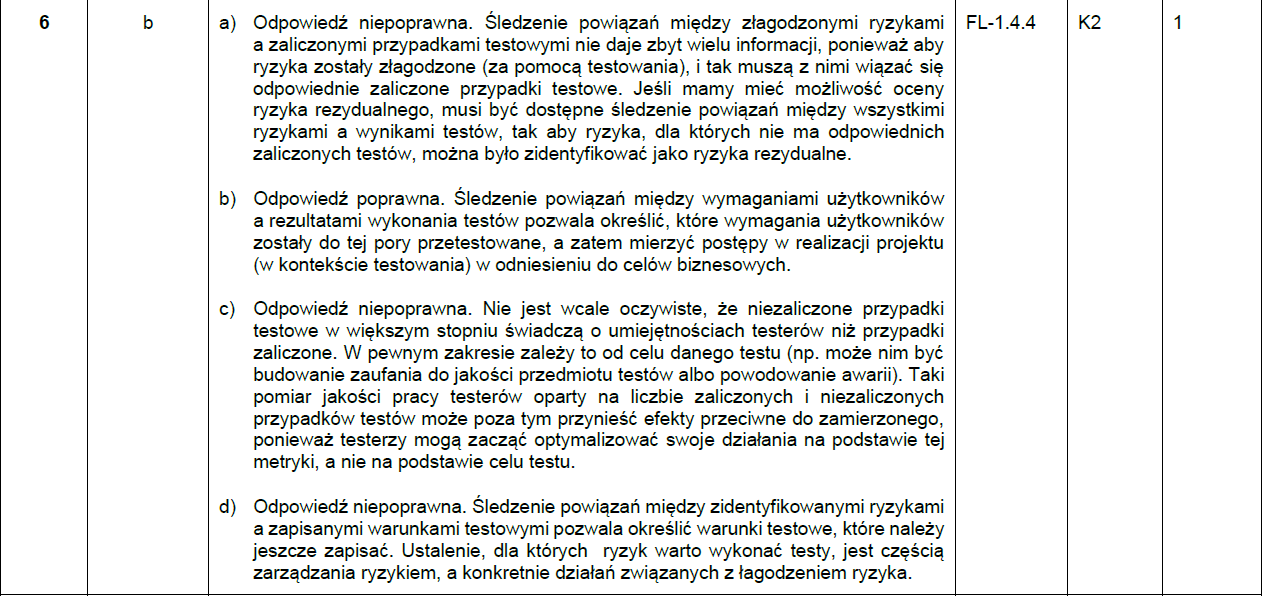 6 b a) Odpowiedź niepoprawna. Śledzenie powiązań między złagodzonymi ryzykami FL-1.4.4 K2 1
a zaliczonymi przypadkami testowymi nie daje zbyt wielu informacji, ponieważ aby
ryzyka zostały złagodzone (za pomocą testowania), i tak muszą z nimi wiązać się
odpowiednie zaliczone przypadki testowe. Jeśli mamy mieć możliwość oceny
ryzyka rezydualnego, musi być dostępne śledzenie powiązań między wszystkimi
ryzykami a wynikami testów, tak aby ryzyka, dla których nie ma odpowiednich
zaliczonych testów, można było zidentyfikować jako ryzyka rezydualne.
b) Odpowiedź poprawna. Śledzenie powiązań między wymaganiami użytkowników
a rezultatami wykonania testów pozwala określić, które wymagania użytkowników
zostały do tej pory przetestowane, a zatem mierzyć postępy w realizacji projektu
(w kontekście testowania) w odniesieniu do celów biznesowych.
c) Odpowiedź niepoprawna. Nie jest wcale oczywiste, że niezaliczone przypadki
testowe w większym stopniu świadczą o umiejętnościach testerów niż przypadki
zaliczone. W pewnym zakresie zależy to od celu danego testu (np. może nim być
budowanie zaufania do jakości przedmiotu testów albo powodowanie awarii). Taki
pomiar jakości pracy testerów oparty na liczbie zaliczonych i niezaliczonych
przypadków testów może poza tym przynieść efekty przeciwne do zamierzonego,
ponieważ testerzy mogą zacząć optymalizować swoje działania na podstawie tej
metryki, a nie na podstawie celu testu.
d) Odpowiedź niepoprawna. Śledzenie powiązań między zidentyfikowanymi ryzykami
a zapisanymi warunkami testowymi pozwala określić warunki testowe, które należy
jeszcze zapisać. Ustalenie, dla których ryzyk warto wykonać testy, jest częścią
zarządzania ryzykiem, a konkretnie działań związanych z łagodzeniem ryzyka.